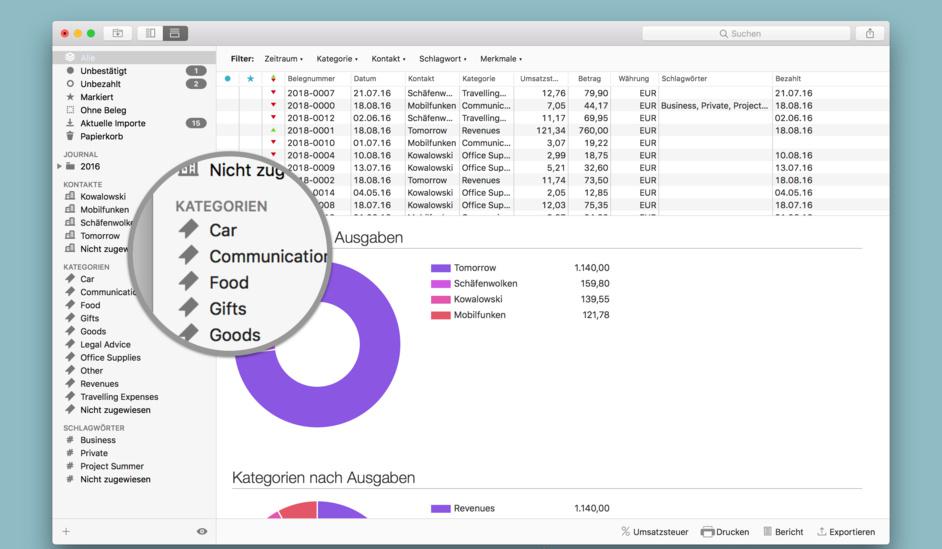 Suchen
Alle
Unbestätigt 1
Unbezahlt 2
Markiert
Ohne Beleg
Aktuelle Importe 15
Papierkorb
JOURNAL
2016
KONTAKTE
Kowalowski
Mobilfunken
Schäfenwolke
Tomorrow
Nicht zugew
KATEGORIEN
Car
Communicatic
Food
Gifts
Goods
Legal Advice
Office Supplies
Other
Revenues
Travelling Expenses
Nicht zugewiesen
SCHLAGWÖRTER
# Business
# Private
# Project Summer
# Nicht zugewiesen
Nicht zug
KATEGORIEN
Car
Communication
Food
Gifts
Goods
Filter: Zeitraum Kategorie Kontakt Schlagwort Merkmale
Belegnummer Datum Kontakt Kategorie Umsatzst... Betrag Währung Schlagwörter Bezahlt
2018-0007 21.07.16 Schäfenw... Travelling... 12,76 79,90 EUR 21.07.16
2018-0000 18.08.16 Mobilfunken Communic... 7,05 44,17 EUR Business, Private, Project... 18.08.16
2018-0012 02.06.16 Schäfenw... Travelling... 11,17 69,95 EUR 02.06.16
2018-0001 18.08.16 Tomorrow Revenues 121,34 760,00 EUR 18.08.16
2018-0010 01.07.16 Mobilfunken Communic... 3,07 19,22 EUR
2018-0004 10.08.16 Kowalowski Office Sup... 2,99 18,75 EUR 10.08.16
2018-0009 13.07.16 Kowalowski Office Sup... 5,21 32,60 EUR 13.07.16
18-0002 18.08.16 Tomorrow Revenues 11,74 73,50 EUR 18.08.16
-0014 04.05.16 Kowalowski Office Sup... 2,05 12,85 EUR 04.05.16
008 18.07.16 Kowalowski Office Sup... 12,03 75,35 EUR 18.07.16
Ausgaben
Tomorrow 1.140,00
Schäfenwolken 159,80
Kowalowski 139,55
Mobilfunken 121,78
Kategorien nach Ausgaben
Revenues 1.140,00
+ % Umsatzsteuer Drucken Bericht Exportieren